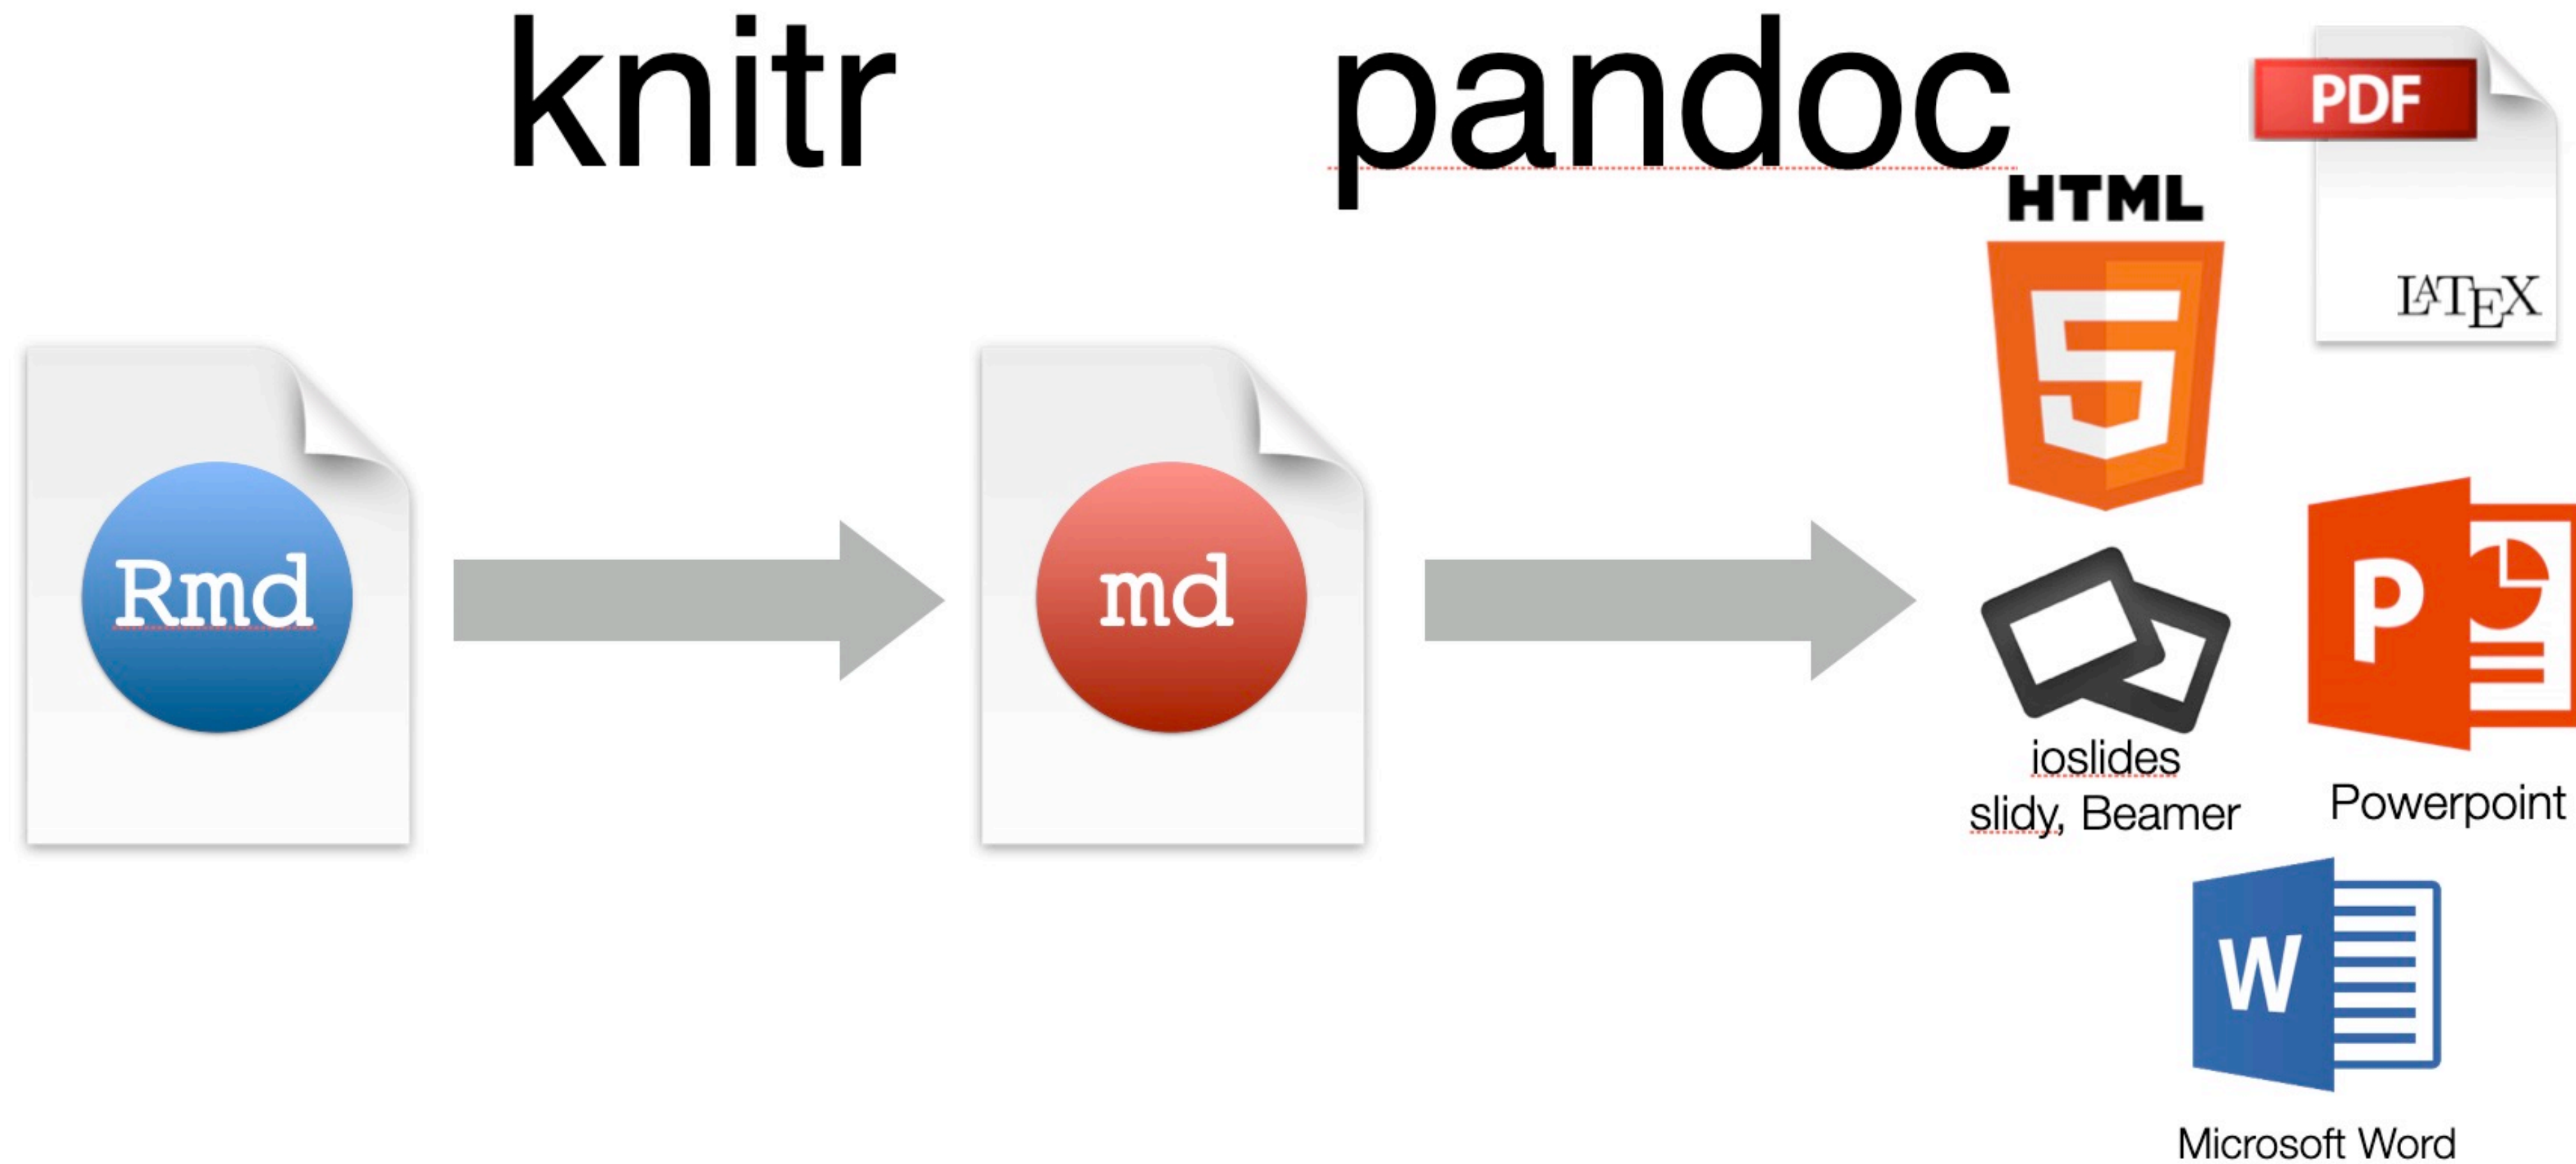 knitr
pandoc
PDF
LATEX
HTML
5
Rmd
md
P
ioslides
slidy, Beamer
Powerpoint
W
Microsoft Word